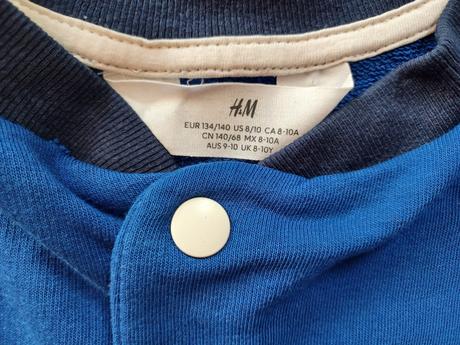 H&M
EUR 134/140 US 8/10 CA 8-10A
CN 140/68 MX 8-10A
AUS 9-10 UK 8-10Y